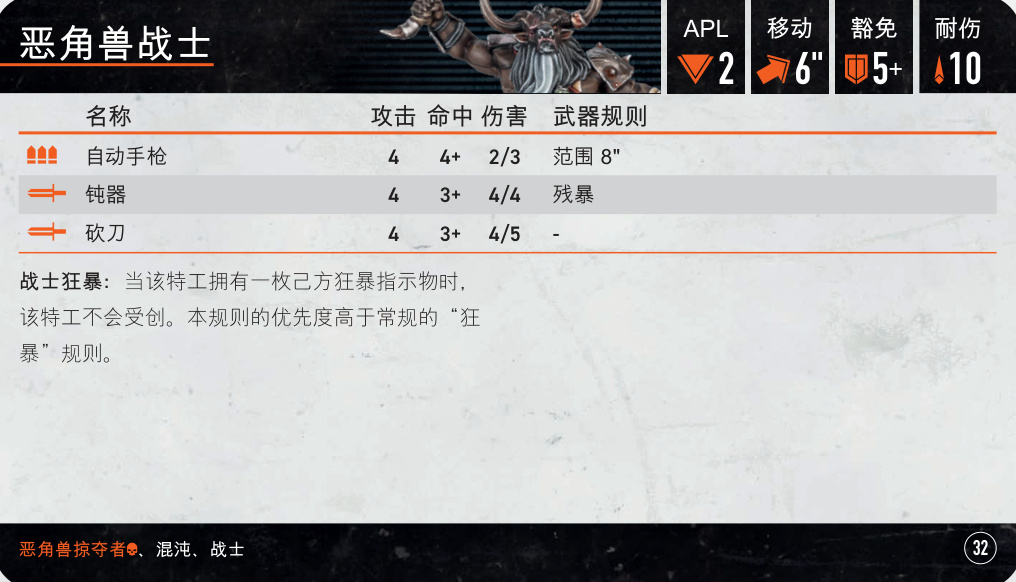 恶角兽战士
APL 移动 豁免 耐伤
2 6" 5+ 10
名称 攻击 命中 伤害 武器规则
自动手枪 4 4+ 2/3 范围 8"
钝器 4 3+ 4/4 残暴
砍刀 4 3+ 4/5 -
战士狂暴：当该特工拥有一枚己方狂暴指示物时，
该特工不会受创。本规则的优先度高于常规的“狂
暴”规则。
恶角兽掠夺者、混沌、战士
32